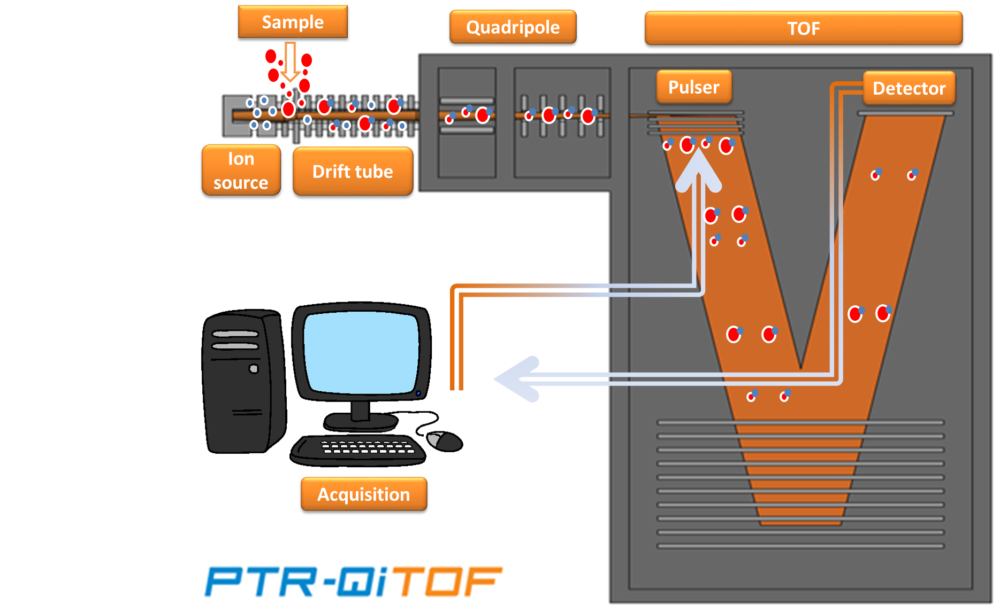 Sample
Quadripole
TOF
Pulser
Detector
Ion
source
Drift tube
Acquisition
PTR-QiTOF